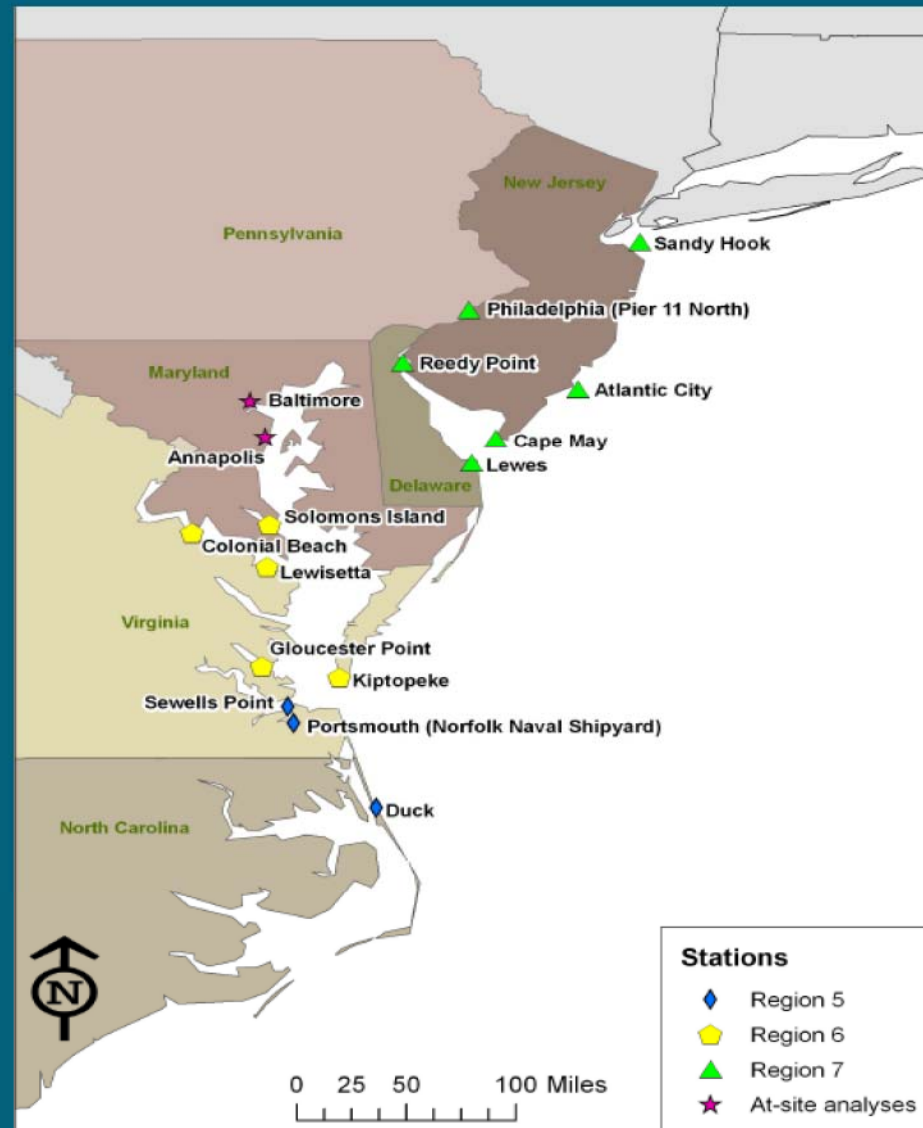 New Jersey
Pennsylvania
Sandy Hook
Philadelphia (Pier 11 North)
Reedy Point
Maryland
Atlantic City
Baltimore
Cape May
Annapolis
Lewes
Delaware
Solomons Island
Colonial Beach
Lewisetta
Virginia
Gloucester Point
Kiptopeke
Sewells Point
Portsmouth (Norfolk Naval Shipyard)
Duck
North Carolina
N
0 25 50 100 Miles
Stations
Region 5
Region 6
Region 7
At-site analyses